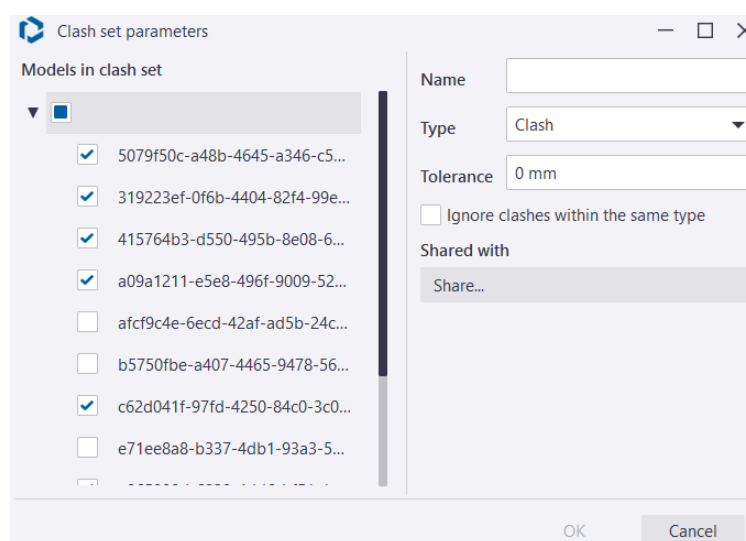 Clash set parameters
Models in clash set
5079f50c-a48b-4645-a346-c5...
319223ef-0f6b-4404-82f4-99e...
415764b3-d550-495b-8e08-6...
a09a1211-e5e8-496f-9009-52...
afcf9c4e-6ecd-42af-ad5b-24c...
b5750fbe-a407-4465-9478-56...
c62d041f-97fd-4250-84c0-3c0...
e71ee8a8-b337-4db1-93a3-5...
Name
Type Clash
Tolerance 0 mm
Ignore clashes within the same type
Shared with
Share...
OK Cancel